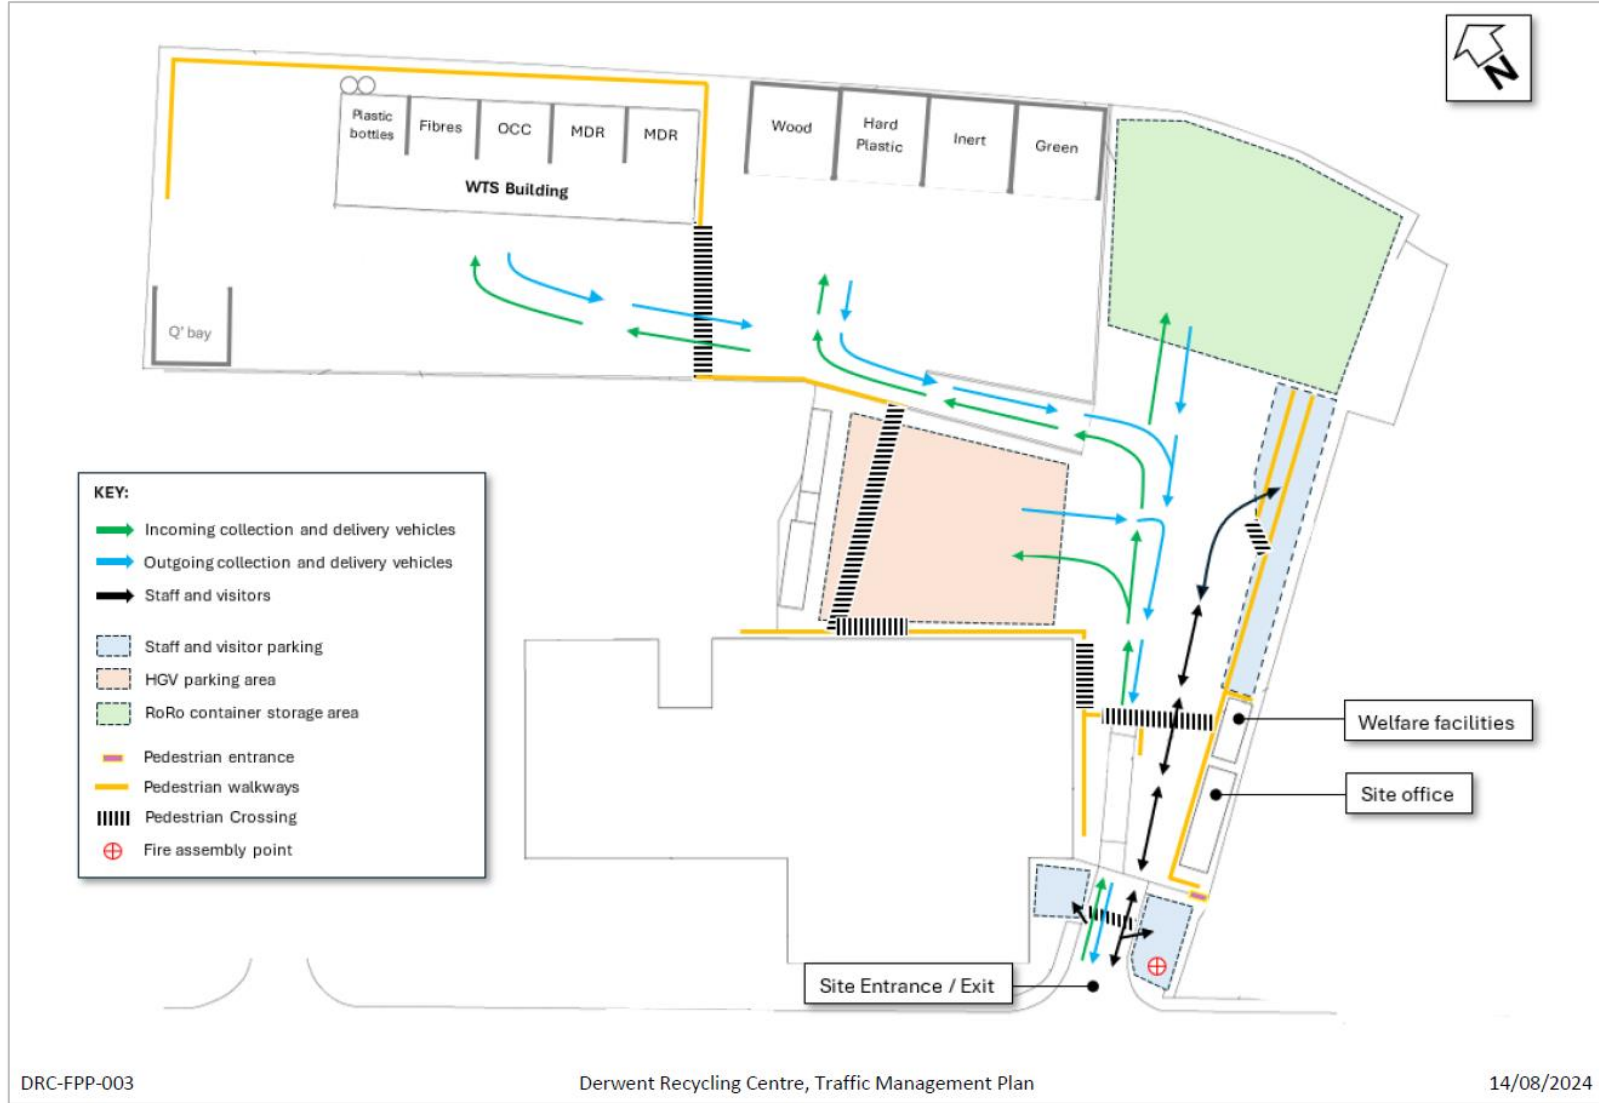 N
Plastic
bottles
Fibres
OCC
MDR
MDR
WTS Building
Wood
Hard
Plastic
Inert
Green
Q' bay
KEY:
Incoming collection and delivery vehicles
Outgoing collection and delivery vehicles
Staff and visitors
Staff and visitor parking
HGV parking area
RoRo container storage area
Pedestrian entrance
Pedestrian walkways
Pedestrian Crossing
Fire assembly point
Welfare facilities
Site office
Site Entrance / Exit
DRC-FPP-003
Derwent Recycling Centre, Traffic Management Plan
14/08/2024